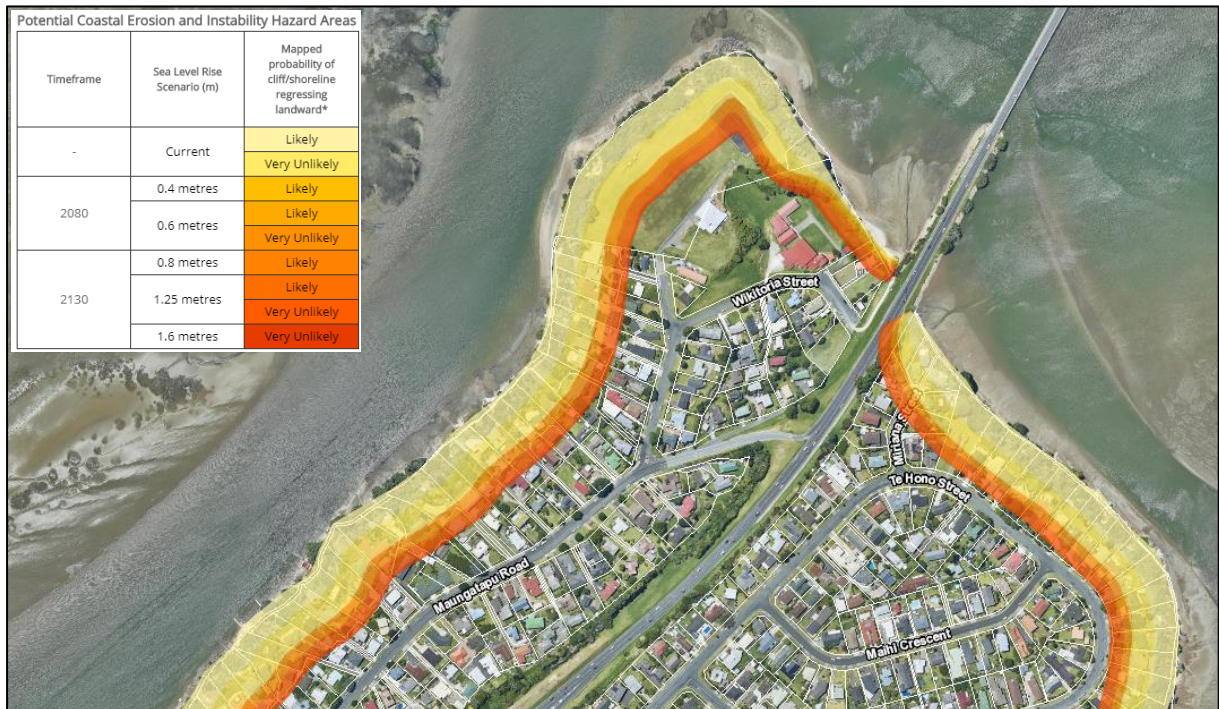 Potential Coastal Erosion and Instability Hazard Areas
Timeframe
Sea Level Rise
Scenario (m)
Mapped
probability of
cliff/shoreline
regressing
landward*
-
Current
Likely
Very Unlikely
2080
0.4 metres
Likely
0.6 metres
Likely
Very Unlikely
2130
0.8 metres
Likely
1.25 metres
Likely
Very Unlikely
1.6 metres
Very Unlikely
Wikitoria Street
Te Hono Street
Maungatapu Road
Maihi Crescent